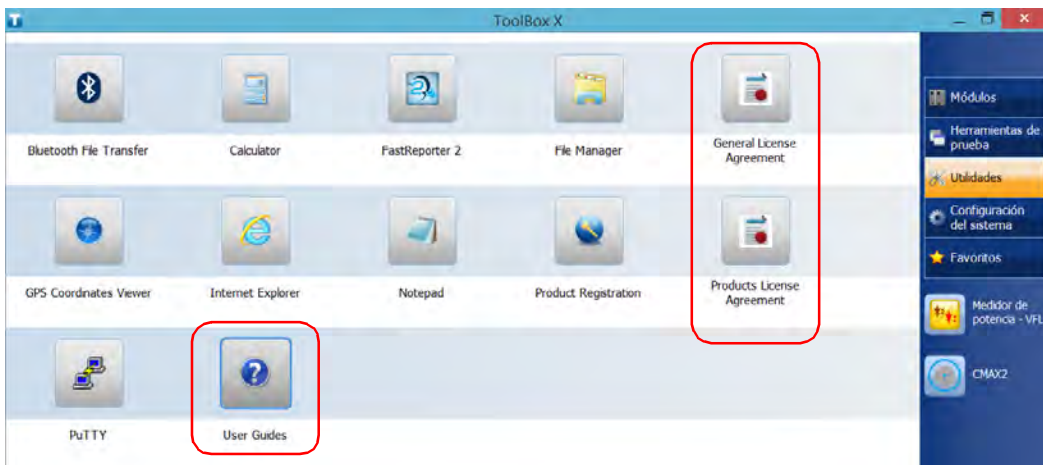 ToolBox X
Bluetooth File Transfer
Calculator
FastReporter 2
File Manager
General License
Agreement
GPS Coordinates Viewer
Internet Explorer
Notepad
Product Registration
Products License
Agreement
PuTTY
User Guides
Módulos
Herramientas de
prueba
Utilidades
Configuración
del sistema
Favoritos
Medidor de
potencia - VFL
CMAX2